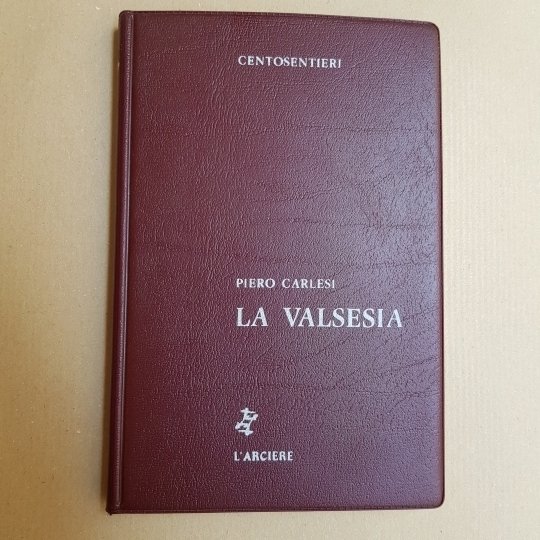 CENTOSENTIERI
PIERO CARLESI
LA VALSESIA
L'ARCIERE